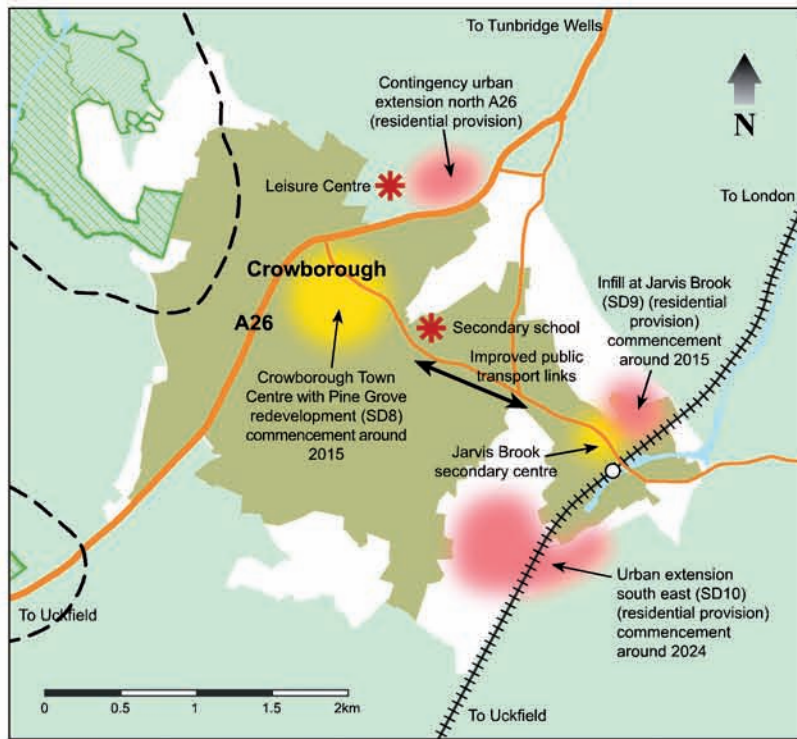 To Tunbridge Wells
N
Contingency urban
extension north A26
(residential provision)
Leisure Centre
To London
Crowborough
A26
Infill at Jarvis Brook
(SD9) (residential
provision)
commencement
around 2015
Secondary school
Improved public
transport links
Crowborough Town
Centre with Pine Grove
redevelopment (SD8)
commencement around
2015
Jarvis Brook
secondary centre
Urban extension
south east (SD10)
(residential provision)
commencement
around 2024
To Uckfield
0 0.5 1 1.5 2km
To Uckfield